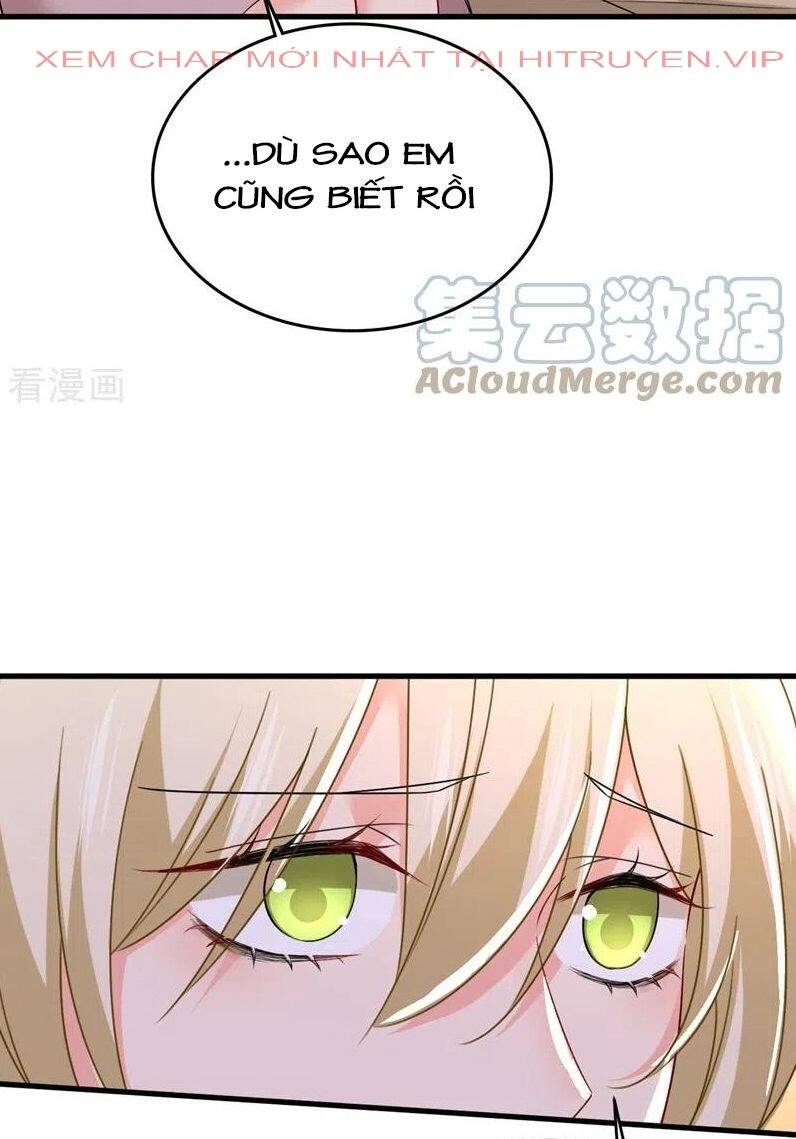 XEM CHAP MỚI NHẤT TẠI HITRUYEN.VIP
...DÙ SAO EM
CŨNG BIẾT RỒI
集云数据
ACloudMerge.com
看漫画